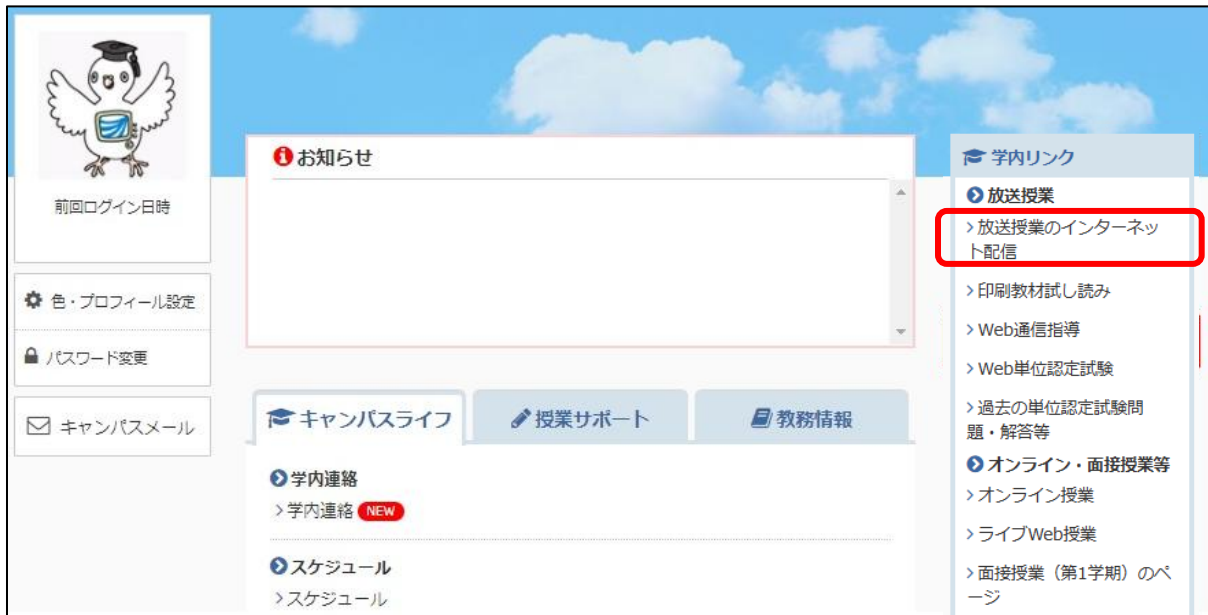 前回ログイン日時
色・プロフィール設定
パスワード変更
キャンパスメール
お知らせ
キャンパスライフ
授業サポート
教務情報
学内連絡
>学内連絡 NEW
スケジュール
>スケジュール
学内リンク
放送授業
>放送授業のインターネッ
ト配信
>印刷教材試し読み
>Web通信指導
>Web単位認定試験
>過去の単位認定試験問
題・解答等
オンライン・面接授業等
>オンライン授業
>ライブWeb授業
>面接授業（第1学期）のペ
ージ